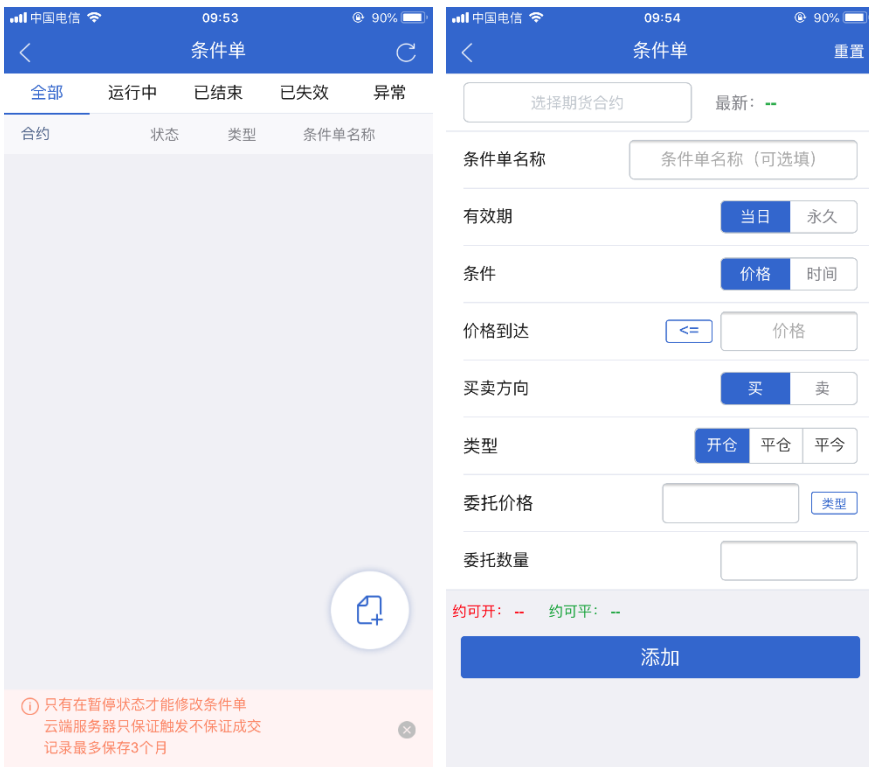 中国电信 09:53 90%
条件单
全部 运行中 已结束 已失效 异常
合约 状态 类型 条件单名称
只有在暂停状态才能修改条件单
云端服务器只保证触发不保证成交
记录最多保存3个月
中国电信 09:54 90%
条件单 重置
选择期货合约 最新: --
条件单名称 条件单名称（可选填）
有效期 当日 永久
条件 价格 时间
价格到达 <= 价格
买卖方向 买 卖
类型 开仓 平仓 平今
委托价格 类型
委托数量
约可开: -- 约可平: --
添加